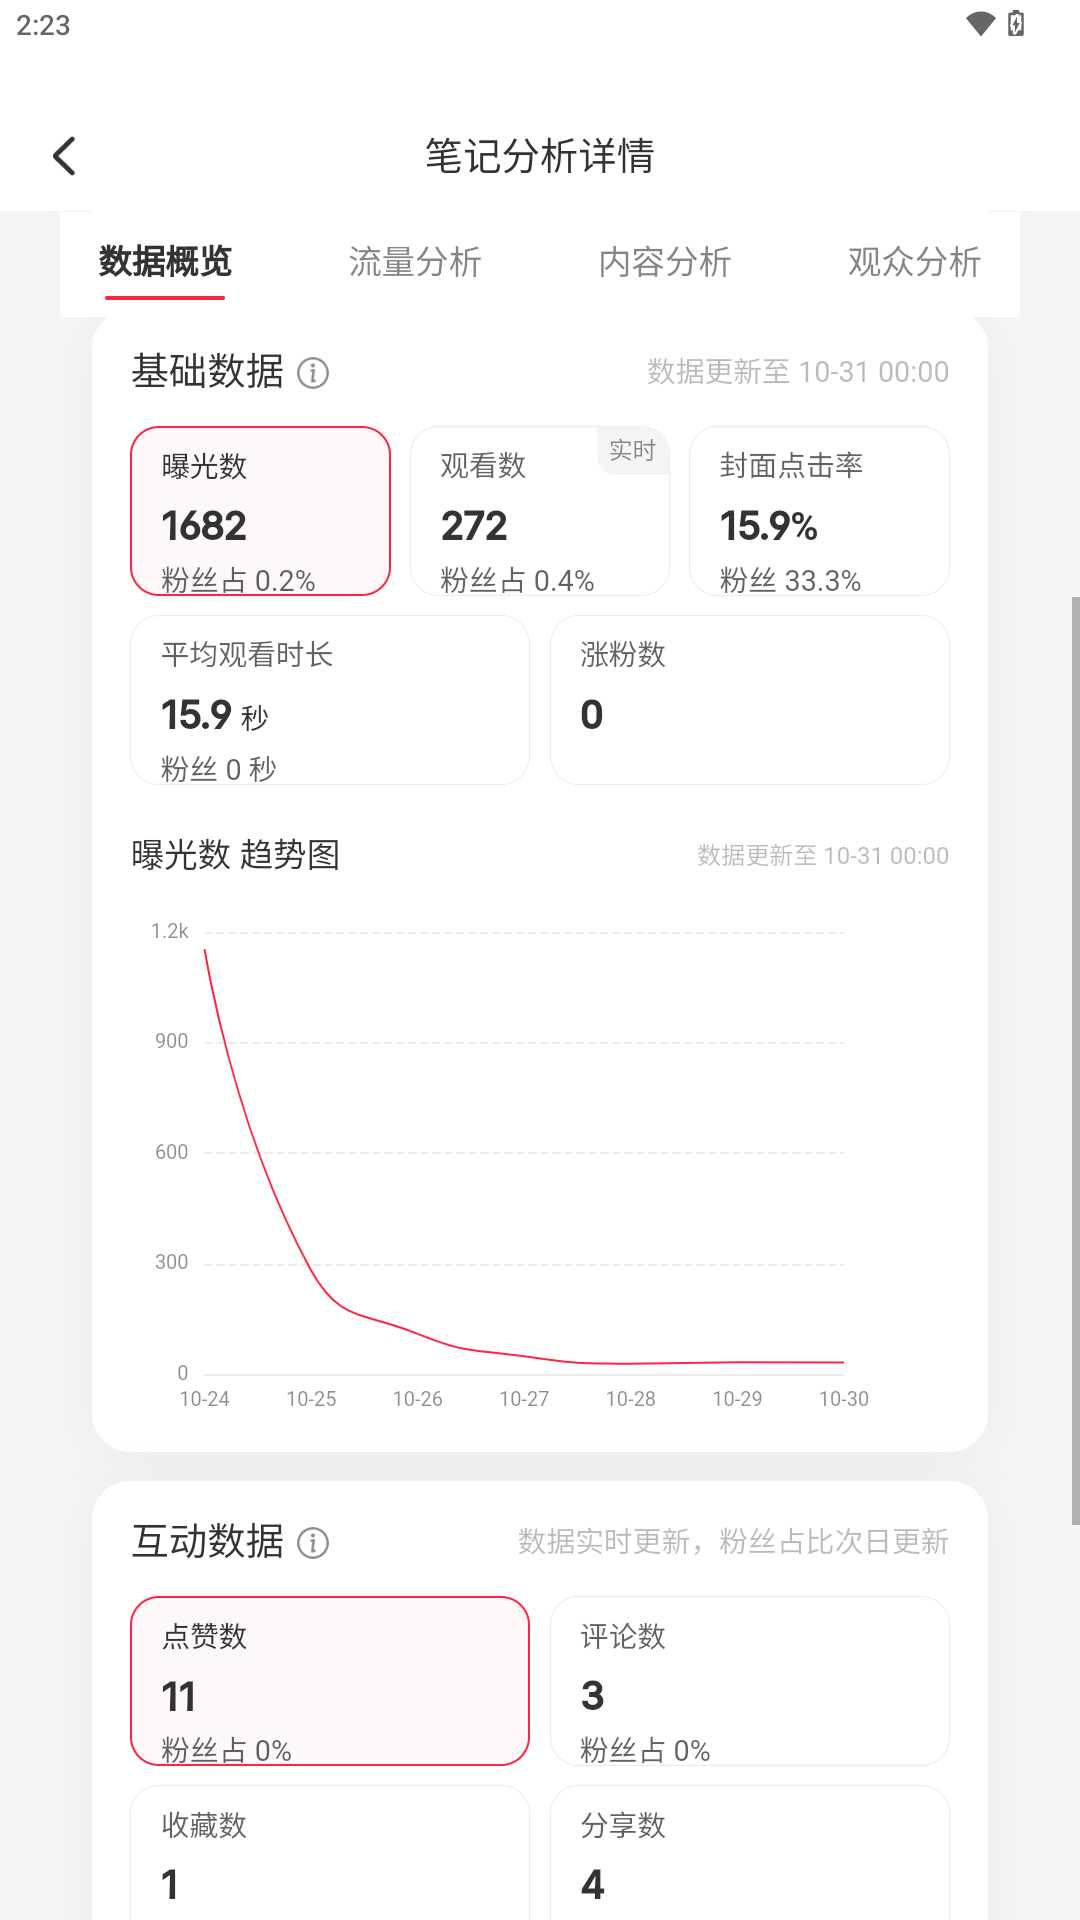 2:23
笔记分析详情
数据概览 流量分析 内容分析 观众分析
基础数据 数据更新至 10-31 00:00
曝光数
1682
粉丝占 0.2%
观看数 实时
272
粉丝占 0.4%
封面点击率
15.9%
粉丝 33.3%
平均观看时长
15.9 秒
粉丝 0 秒
涨粉数
0
曝光数 趋势图 数据更新至 10-31 00:00
1.2k
900
600
300
0
10-24 10-25 10-26 10-27 10-28 10-29 10-30
互动数据 数据实时更新，粉丝占比次日更新
点赞数
11
粉丝占 0%
评论数
3
粉丝占 0%
收藏数
1
分享数
4